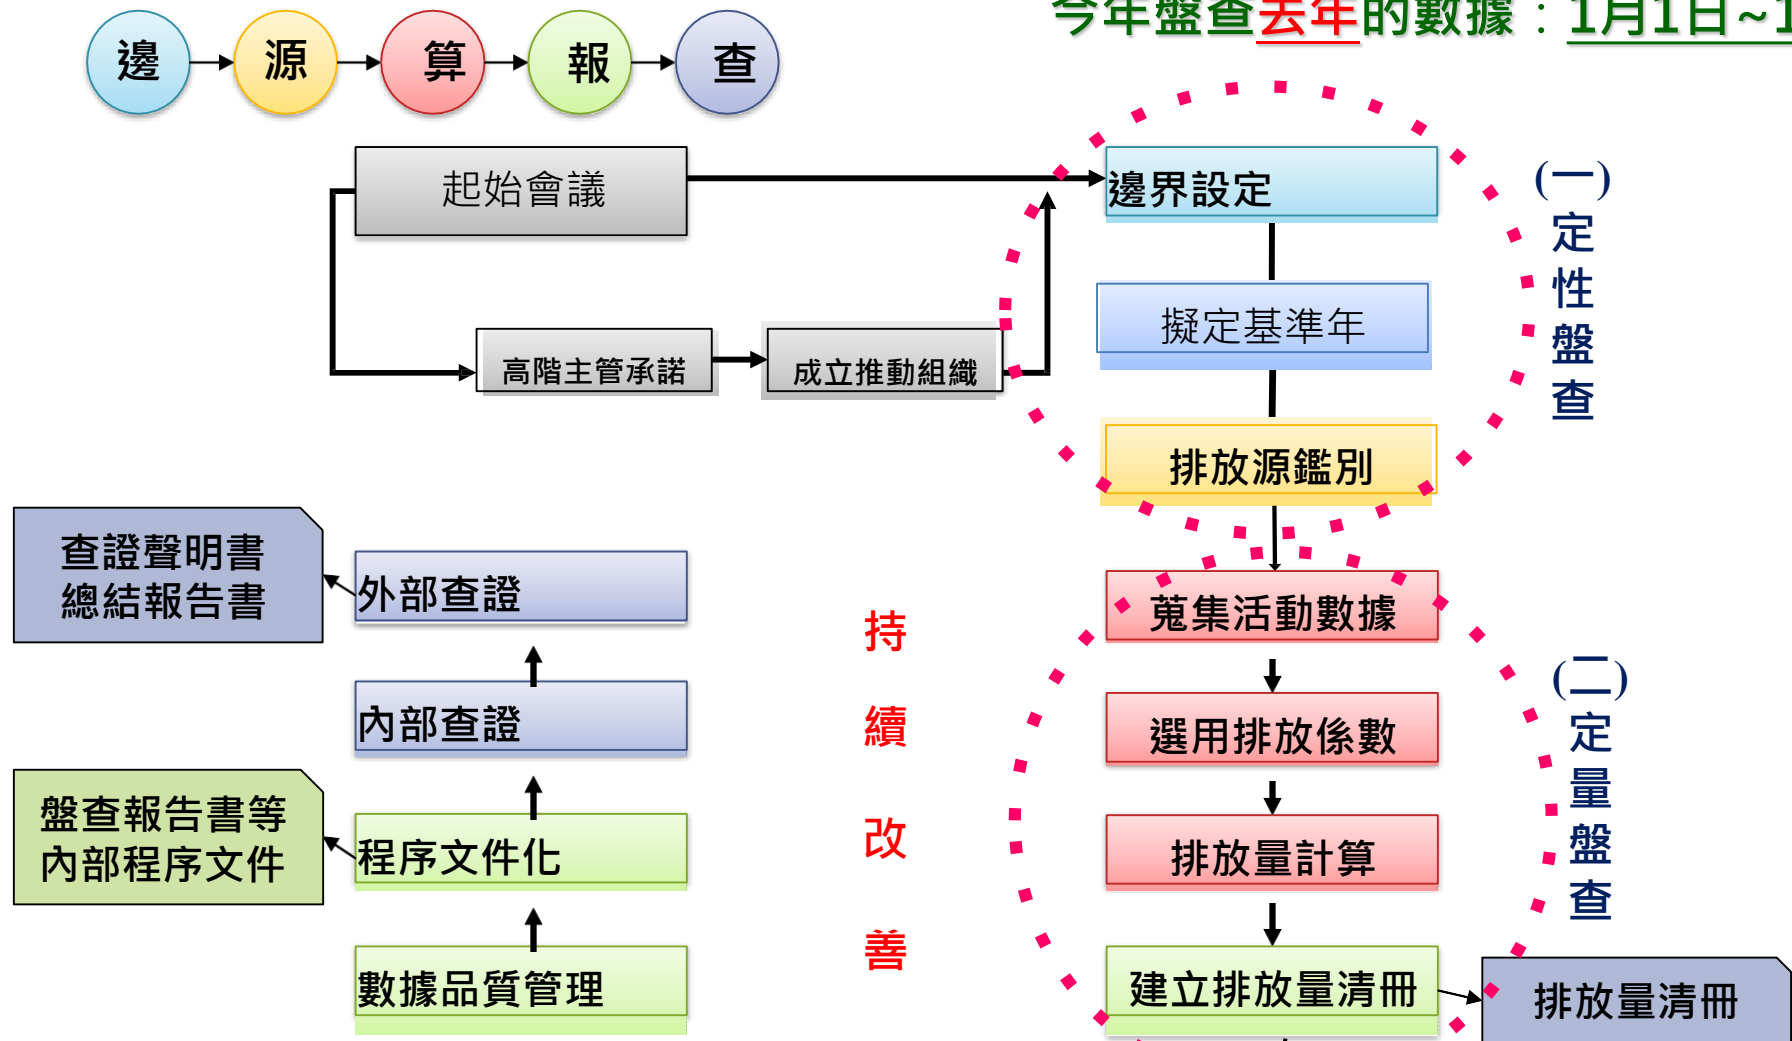 今年盤查去年的數據：1月1日~1
邊 源 算 報 查
起始會議
邊界設定
擬定基準年
高階主管承諾
成立推動組織
排放源鑑別
(一)
定
性
盤
查
查證聲明書
總結報告書
外部查證
內部查證
盤查報告書等
內部程序文件
程序文件化
數據品質管理
持
續
改
善
蒐集活動數據
選用排放係數
排放量計算
建立排放量清冊
排放量清冊
(二)
定
量
盤
查